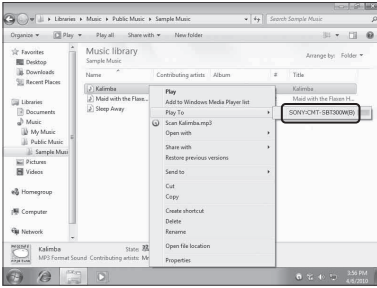 Libraries ▸ Music ▸ Public Music ▸ Sample Music
Search Sample Music
Organize ▾ Play ▾ Play all Share with ▾ New folder
Favorites
Desktop
Downloads
Recent Places
Libraries
Documents
Music
My Music
Public Music
Sample Musi
Pictures
Videos
Homegroup
Computer
Network
Music library
Sample Music
Arrange by: Folder ▾
Name Contributing artists Album # Title
Kalimba Kalimba
Maid with the Flaxe... Maid with the Flaxen H...
Sleep Away
Play
Add to Windows Media Player list
Play To
SONY:CMT-SBT300W(B)
Scan Kalimba.mp3
Open with
Share with
Restore previous versions
Send to
Cut
Copy
Create shortcut
Delete
Rename
Open file location
Properties
Kalimba State:
MP3 Format Sound Contributing artists: Mr
3:56 PM